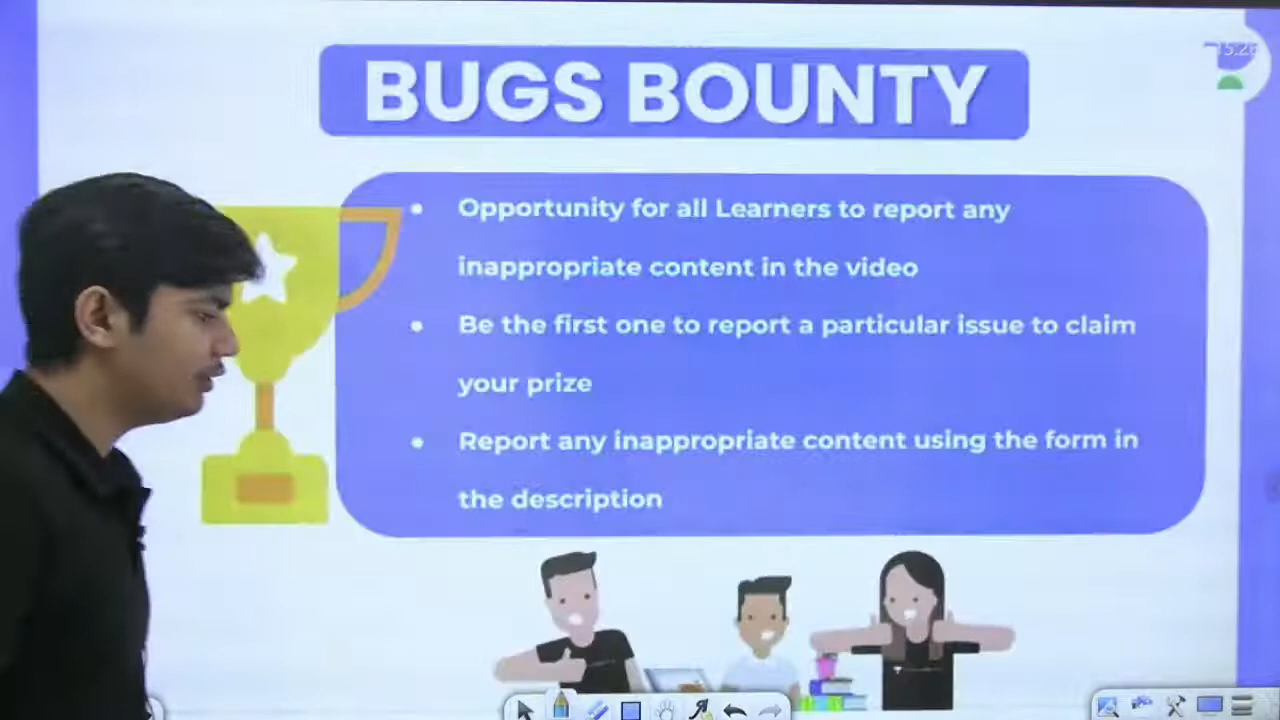 BUGS BOUNTY
• Opportunity for all Learners to report any
inappropriate content in the video
• Be the first one to report a particular issue to claim
your prize
• Report any inappropriate content using the form in
the description